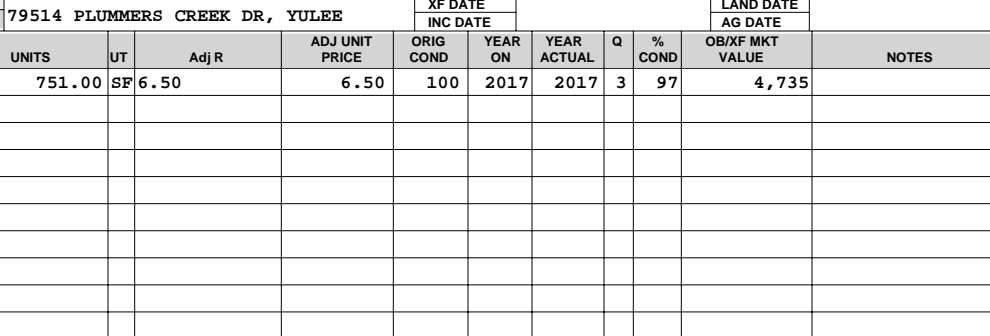 XF DATE LAND DATE
79514 PLUMMERS CREEK DR, YULEE INC DATE AG DATE
UNITS UT Adj R ADJ UNIT PRICE ORIG COND YEAR ON YEAR ACTUAL Q % COND OB/XF MKT VALUE NOTES
751.00 SF 6.50 6.50 100 2017 2017 3 97 4,735